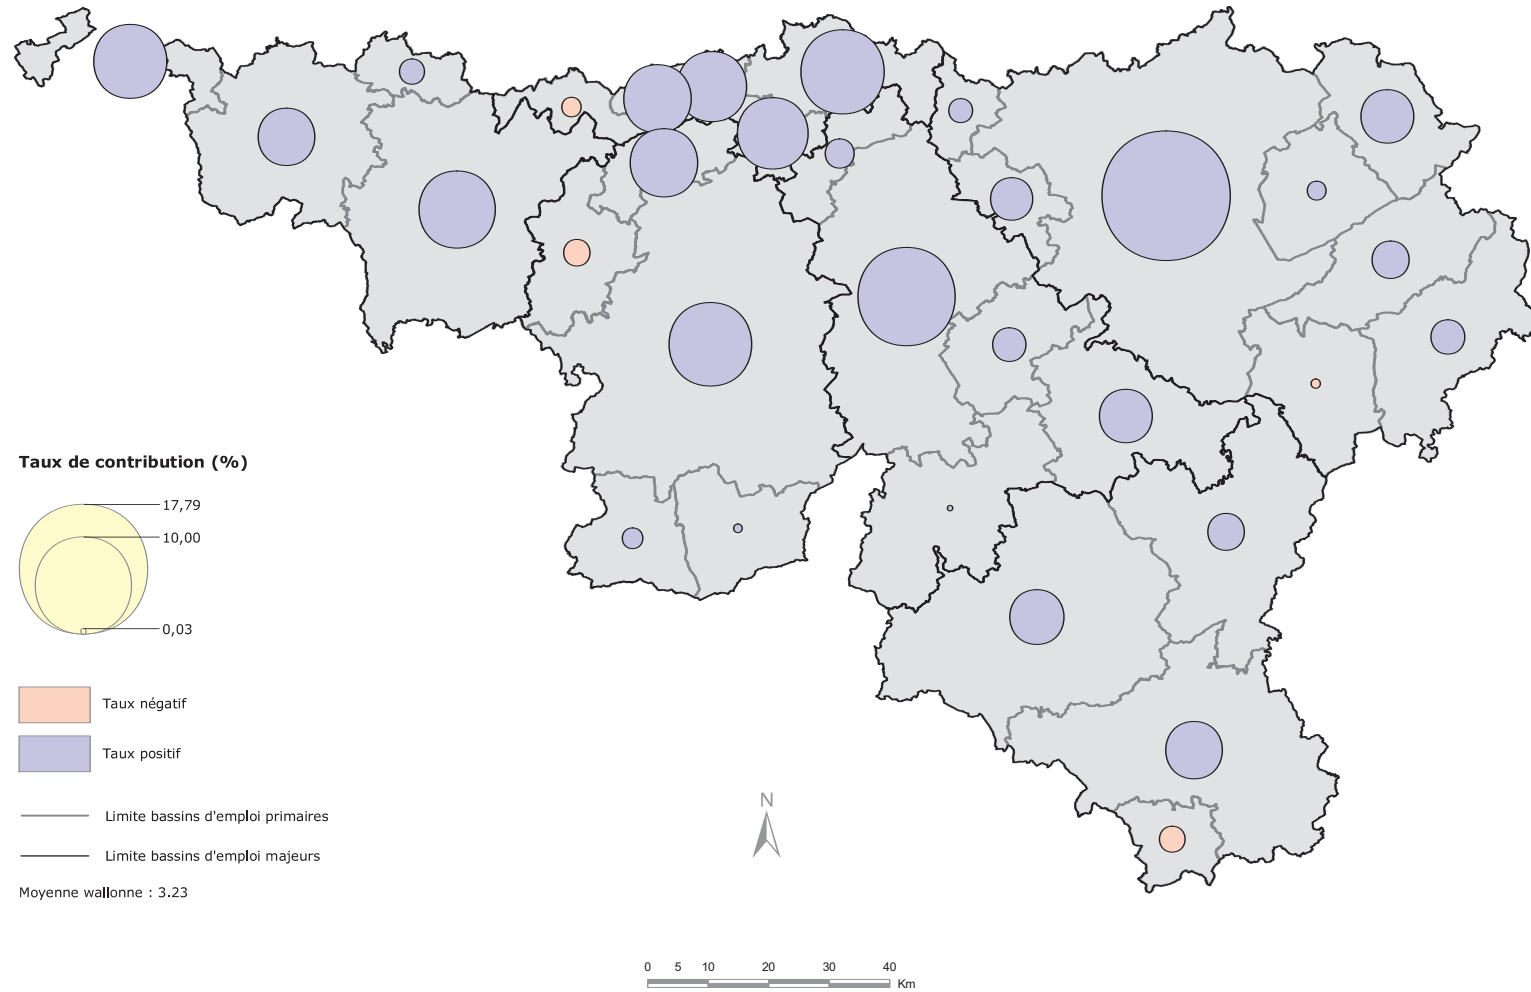 Taux de contribution (%)
17,79
10,00
0,03
Taux négatif
Taux positif
Limite bassins d'emploi primaires
Limite bassins d'emploi majeurs
Moyenne wallonne : 3.23
N
0 5 10 20 30 40
Km